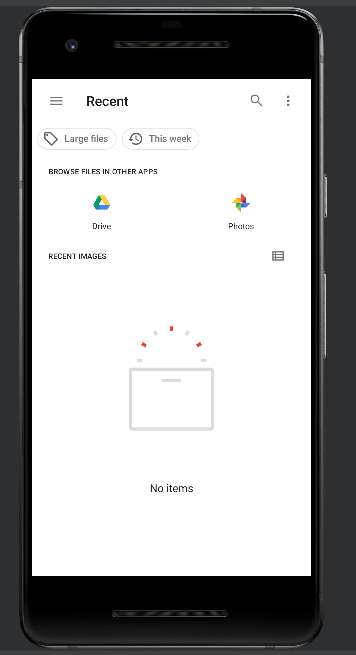 Recent
Large files
This week
BROWSE FILES IN OTHER APPS
Drive
Photos
RECENT IMAGES
No items